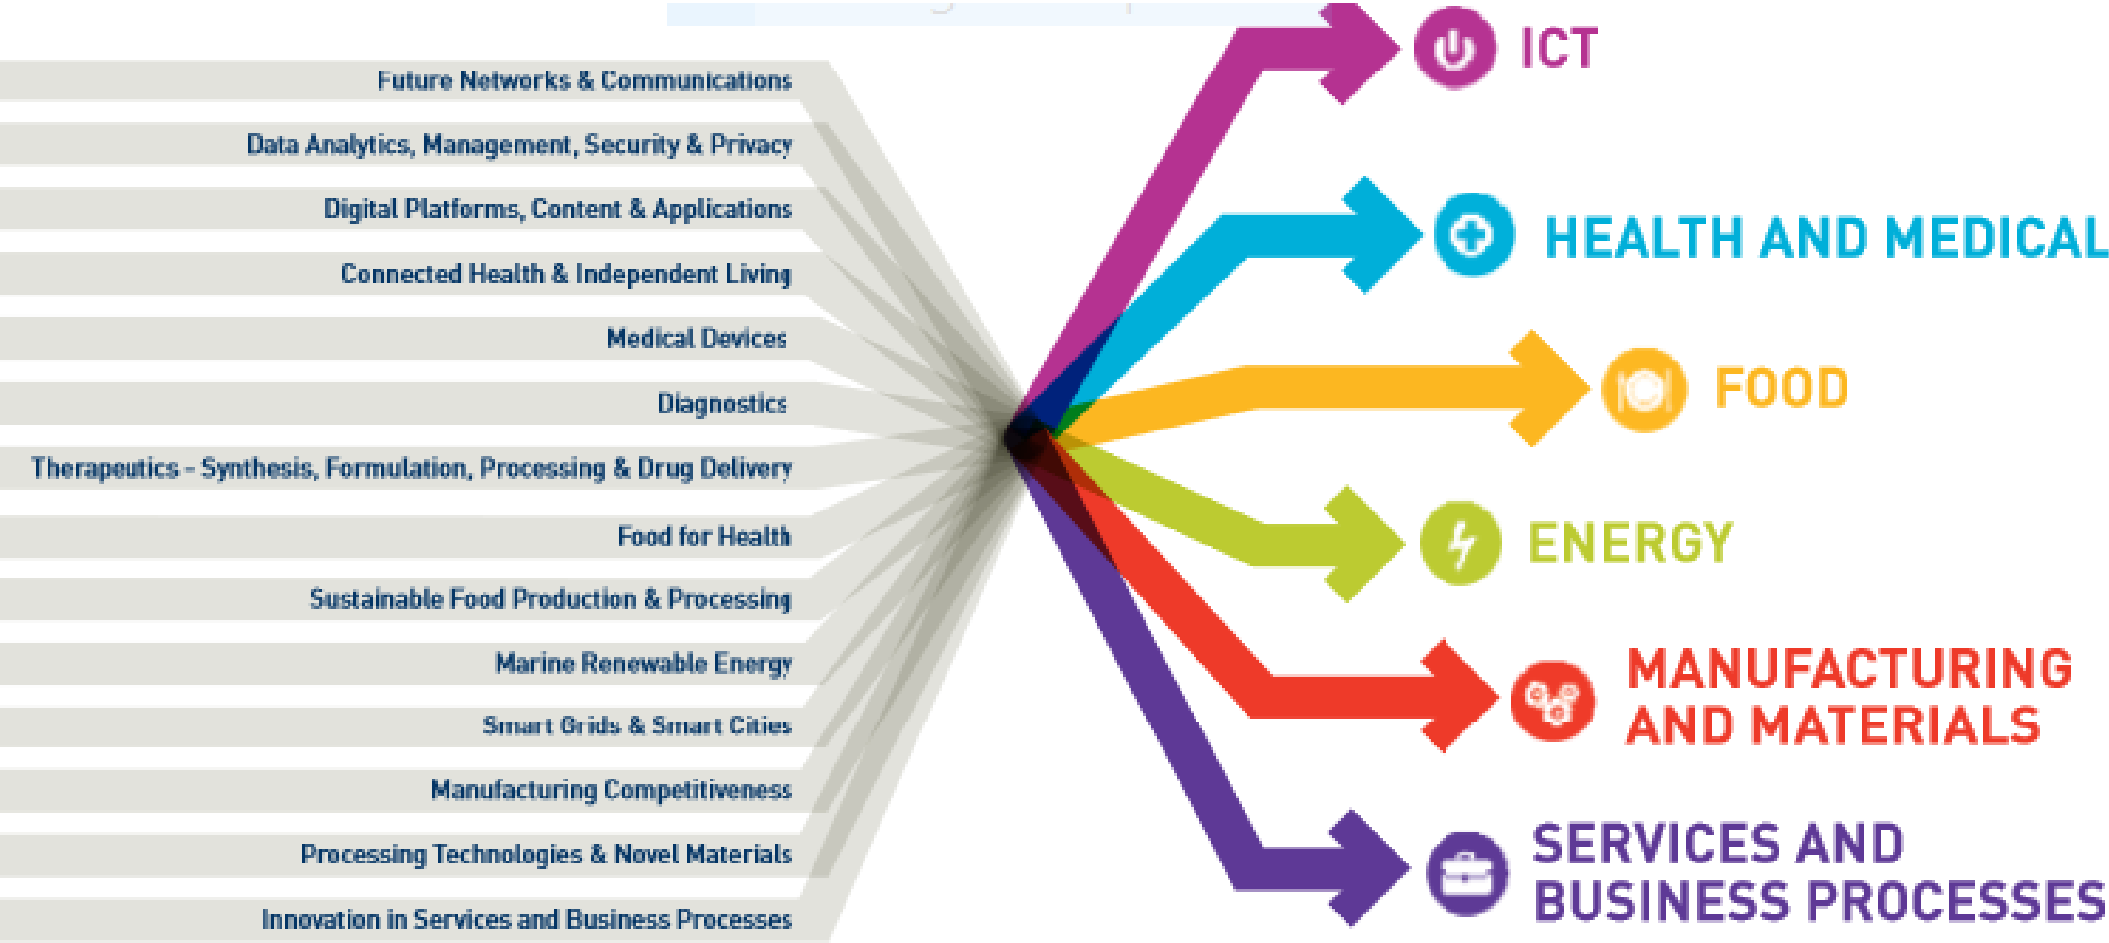 Future Networks & Communications
Data Analytics, Management, Security & Privacy
Digital Platforms, Content & Applications
Connected Health & Independent Living
Medical Devices
Diagnostics
Therapeutics - Synthesis, Formulation, Processing & Drug Delivery
Food for Health
Sustainable Food Production & Processing
Marine Renewable Energy
Smart Grids & Smart Cities
Manufacturing Competitiveness
Processing Technologies & Novel Materials
Innovation in Services and Business Processes
ICT
HEALTH AND MEDICAL
FOOD
ENERGY
MANUFACTURING
AND MATERIALS
SERVICES AND
BUSINESS PROCESSES